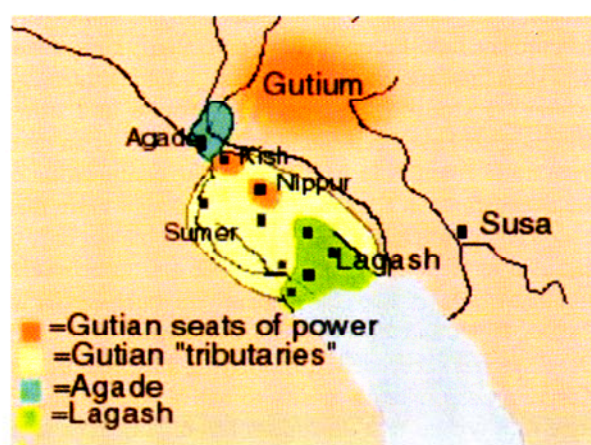 Gutium
Agade
Kish
Nippur
Sumer
Susa
Lagash
=Gutian seats of power
=Gutian "tributaries"
=Agade
=Lagash